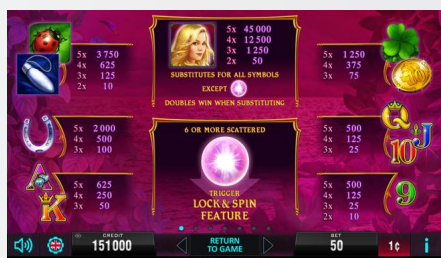 5x 3 750
4x 625
3x 125
2x 10
5x 45 000
4x 12 500
3x 1 250
2x 50
SUBSTITUTES FOR ALL SYMBOLS
EXCEPT
DOUBLES WIN WHEN SUBSTITUTING
5x 1 250
4x 375
3x 75
5x 2 000
4x 500
3x 100
6 OR MORE SCATTERED
TRIGGER
LOCK & SPIN
FEATURE
5x 500
4x 125
3x 25
Q
J
10
A
K
5x 625
4x 250
3x 50
5x 500
4x 125
3x 25
2x 10
9
CREDIT
151000
RETURN
TO GAME
BET
50
1¢
i